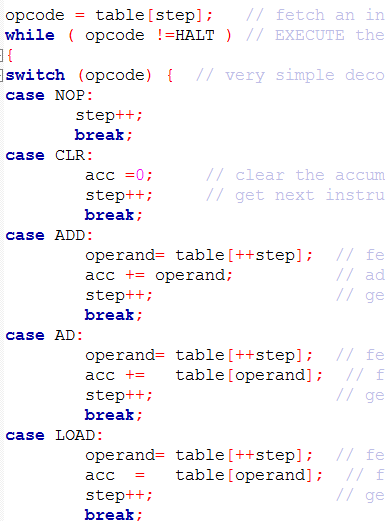 opcode = table[step];   // fetch an in
while ( opcode !=HALT ) // EXECUTE the
{
switch (opcode) {  // very simple deco
case NOP:
       step++;
       break;
case CLR:
        acc =0;     // clear the accum
        step++;     // get next instru
        break;
case ADD:
        operand= table[++step];  // fe
        acc += operand;          // ad
        step++;                  // ge
        break;
case AD:
        operand= table[++step];  // fe
        acc +=   table[operand];  // f
        step++;                  // ge
        break;
case LOAD:
        operand= table[++step];  // fe
        acc  =   table[operand];  // f
        step++;                  // ge
        break;